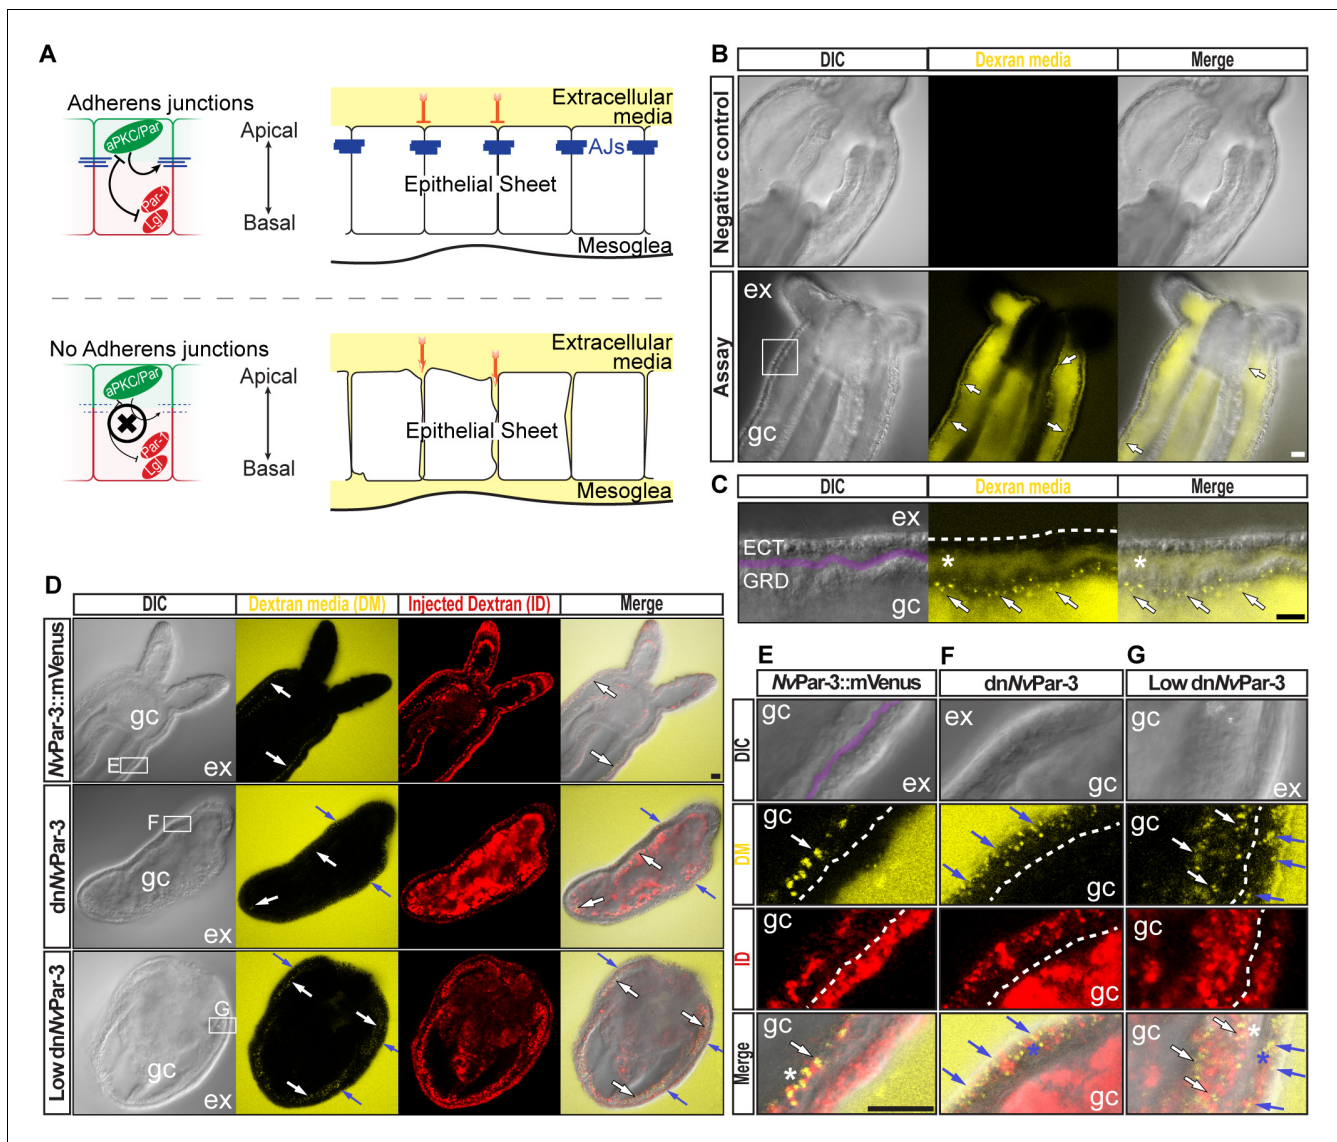 A
Adherens junctions
aPKC/Par
Par-1
Lgl
Apical
Basal
Extracellular
media
AJs
Epithelial Sheet
Mesoglea
No Adherens junctions
aPKC/Par
Par-1
Lgl
Apical
Basal
Extracellular
media
Epithelial Sheet
Mesoglea
B
DIC
Dexran media
Merge
Negative control
Assay
ex
gc
C
DIC
Dexran media
Merge
ex
ECT
GRD
gc
*
*
D
DIC
Dextran media (DM)
Injected Dextran (ID)
Merge
NvPar-3::mVenus
gc
E
ex
dnNvPar-3
F
gc
ex
Low dnNvPar-3
G
gc
ex
E
NvPar-3::mVenus
F
dnNvPar-3
G
Low dnNvPar-3
DIC
gc
ex
ex
gc
gc
ex
DM
gc
gc
gc
ID
gc
gc
gc
Merge
gc
*
*
gc
gc
*
*